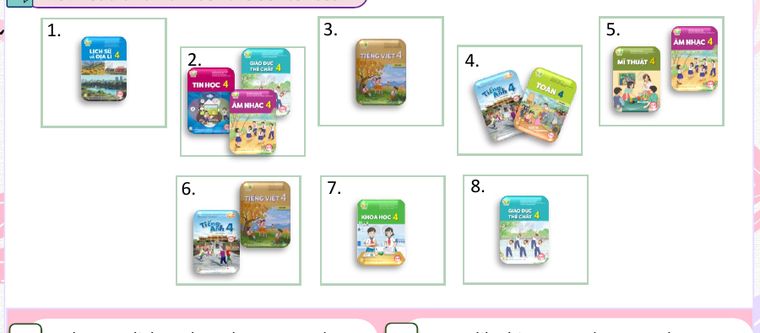 1.
LỊCH SỬ
VÀ ĐỊA LÍ 4
2.
GIÁO DỤC
THỂ CHẤT 4
TIN HỌC 4
ÂM NHẠC 4
3.
TIẾNG VIỆT 4
4.
Tiếng
Anh 4
TOÁN 4
5.
ÂM NHẠC 4
MĨ THUẬT 4
6.
TIẾNG VIỆT 4
Tiếng
Anh 4
7.
KHOA HỌC 4
8.
GIÁO DỤC
THỂ CHẤT 4